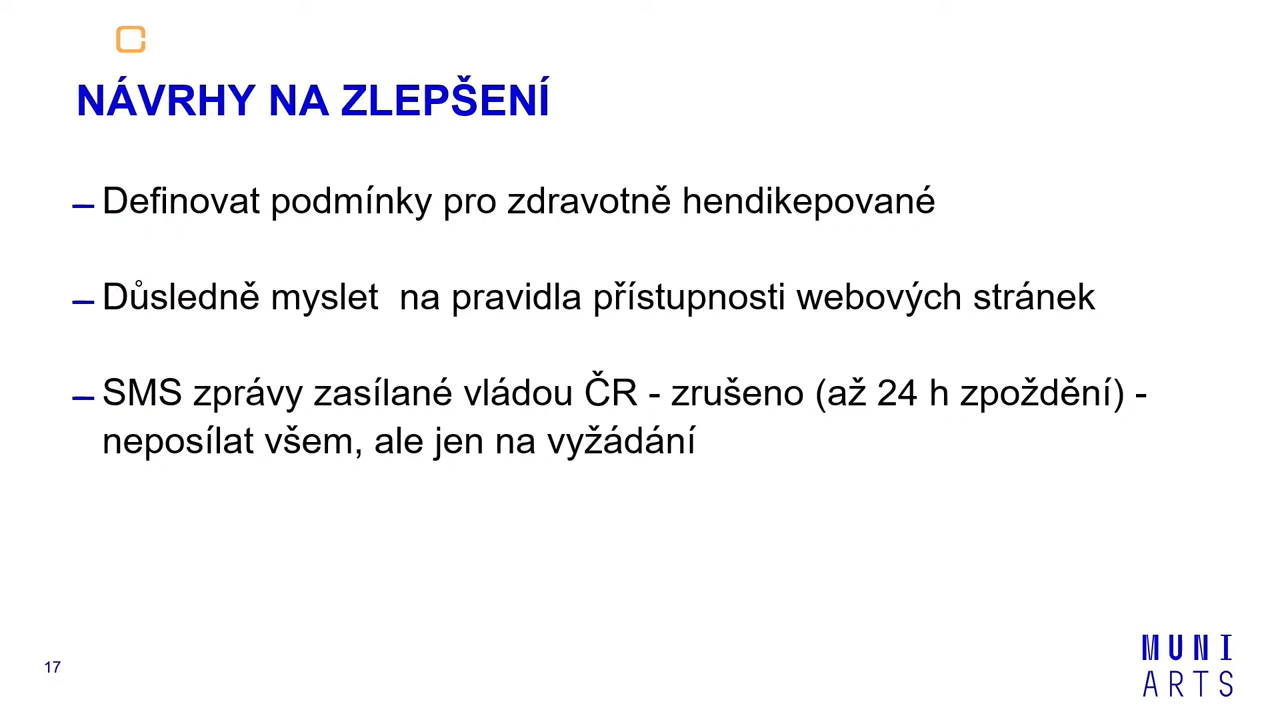 NÁVRHY NA ZLEPŠENÍ
– Definovat podmínky pro zdravotně hendikepované
– Důsledně myslet  na pravidla přístupnosti webových stránek
– SMS zprávy zasílané vládou ČR - zrušeno (až 24 h zpoždění) -
neposílat všem, ale jen na vyžádání
17
MUNI
ARTS